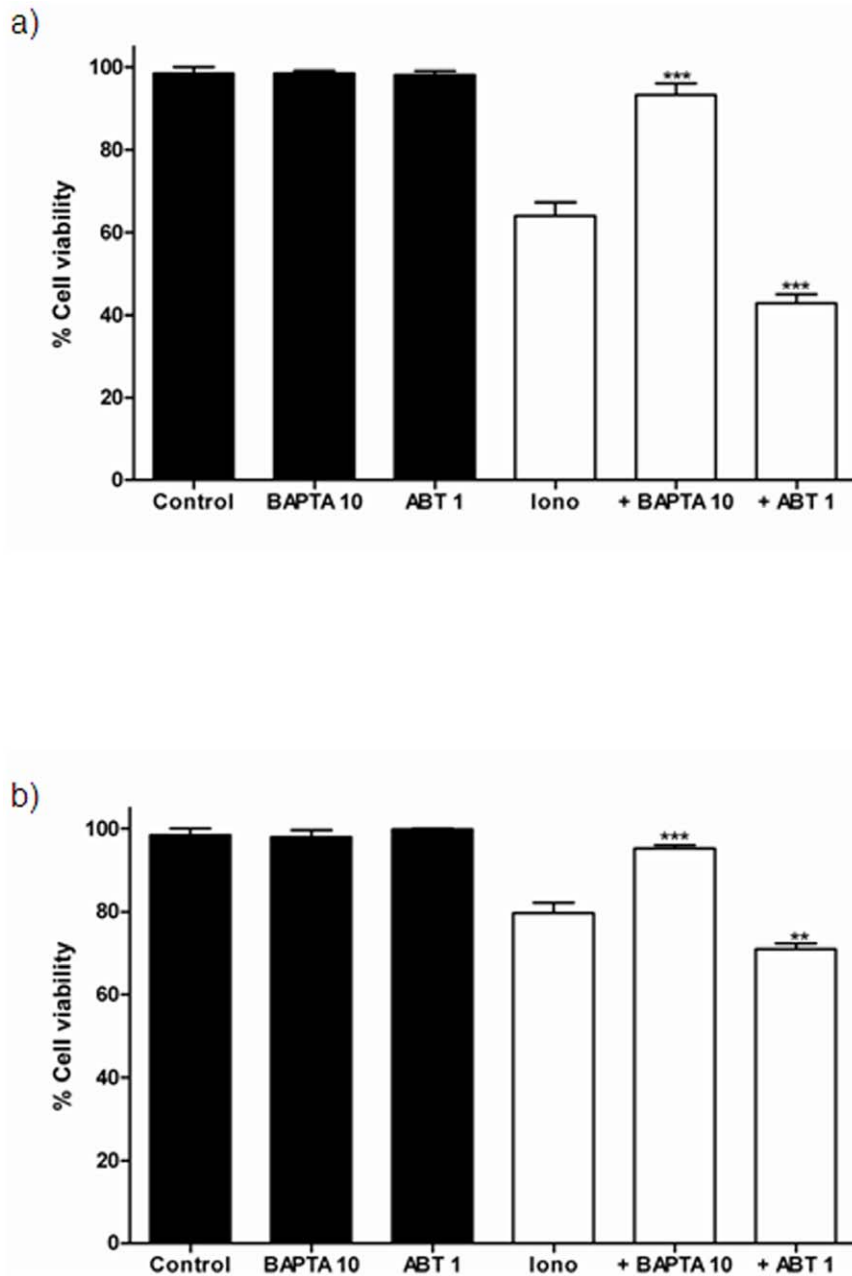 a)
% Cell viability
100
80
60
40
20
0
***
***
Control BAPTA 10 ABT 1 Iono + BAPTA 10 + ABT 1
b)
% Cell viability
100
80
60
40
20
0
***
**
Control BAPTA 10 ABT 1 Iono + BAPTA 10 + ABT 1